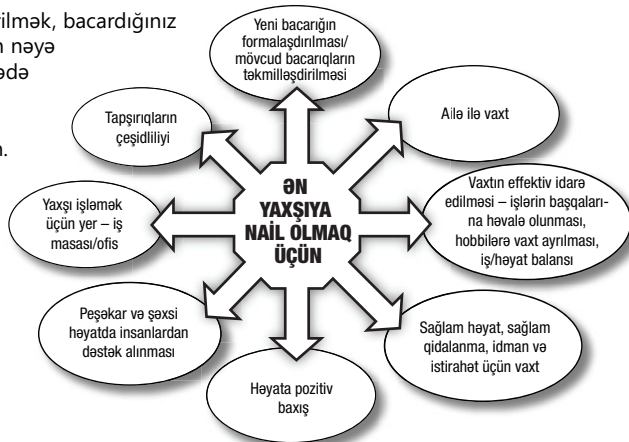 rilmək, bacardığınız
nəyə
ədə
Yeni bacarığın
formalaşdırılması/
mövcud bacarıqların
təkmilləşdirilməsi
Ailə ilə vaxt
Vaxtın effektiv idarə
edilməsi – işlərin başqaları-
na həvalə olunması,
hobbilərə vaxt ayrılması,
iş/həyat balansı
Sağlam həyat, sağlam
qidalanma, idman və
istirahət üçün vaxt
Həyata pozitiv
baxış
Peşəkar və şəxsi
həyatda insanlardan
dəstək alınması
Yaxşı işləmək
üçün yer – iş
masası/ofis
Tapşırıqların
çeşidliliyi
ƏN
YAXŞIYA
NAİL OLMAQ
ÜÇÜN